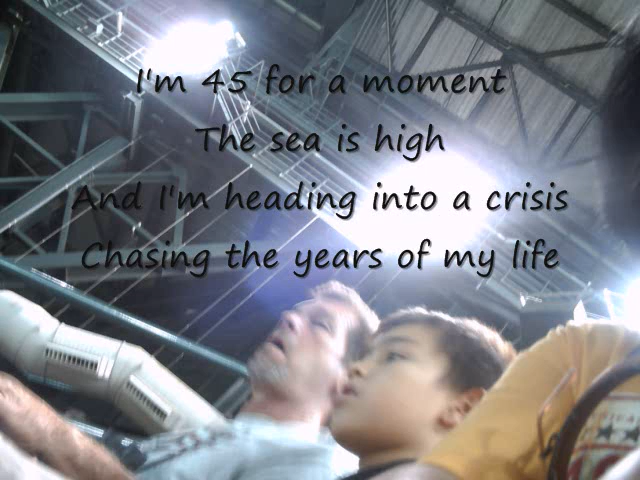 I'm 45 for a moment
The sea is high
And I'm heading into a crisis
Chasing the years of my life